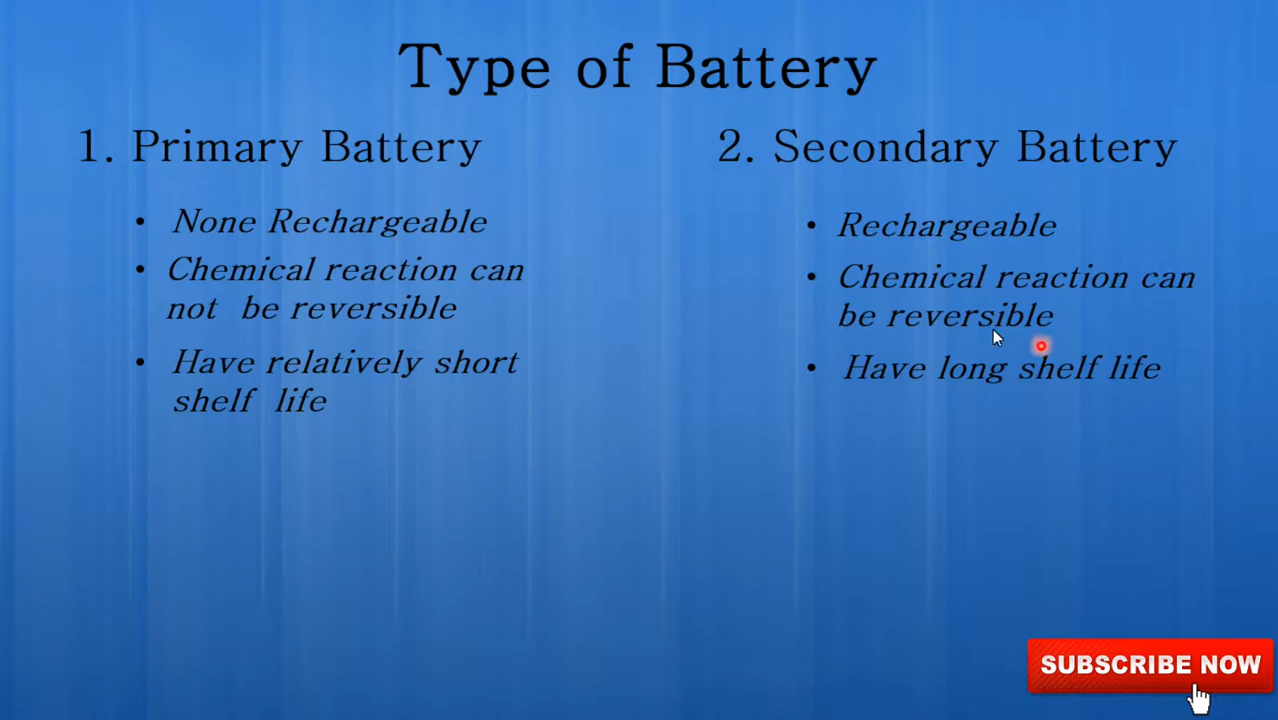 Type of Battery
1. Primary Battery
• None Rechargeable
• Chemical reaction can
not be reversible
• Have relatively short
shelf life
2. Secondary Battery
• Rechargeable
• Chemical reaction can
be reversible
• Have long shelf life
SUBSCRIBE NOW